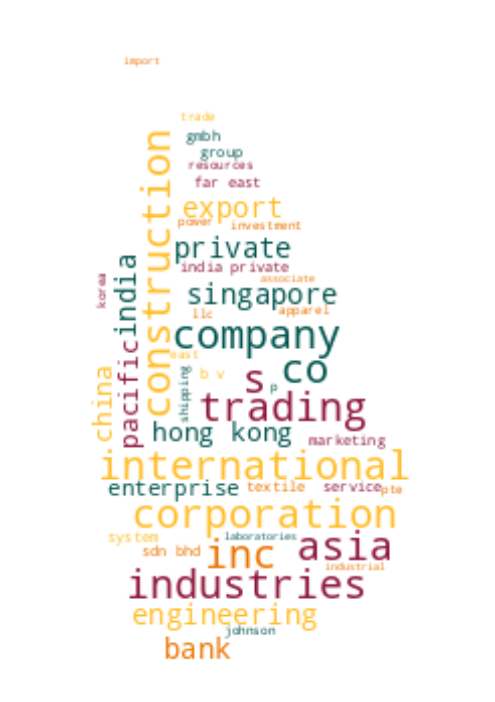 import
trade
gmbh
group
resources
far east
construction
export
power
investment
private
india private
korea
india
associate
singapore
llc
apparel
company
east
co
pacific
china
shipping
b v
s
p
trading
hong kong
marketing
international
enterprise
textile
service
pte
corporation
system
laboratories
sdn bhd
inc
asia
industrial
industries
engineering
johnson
bank